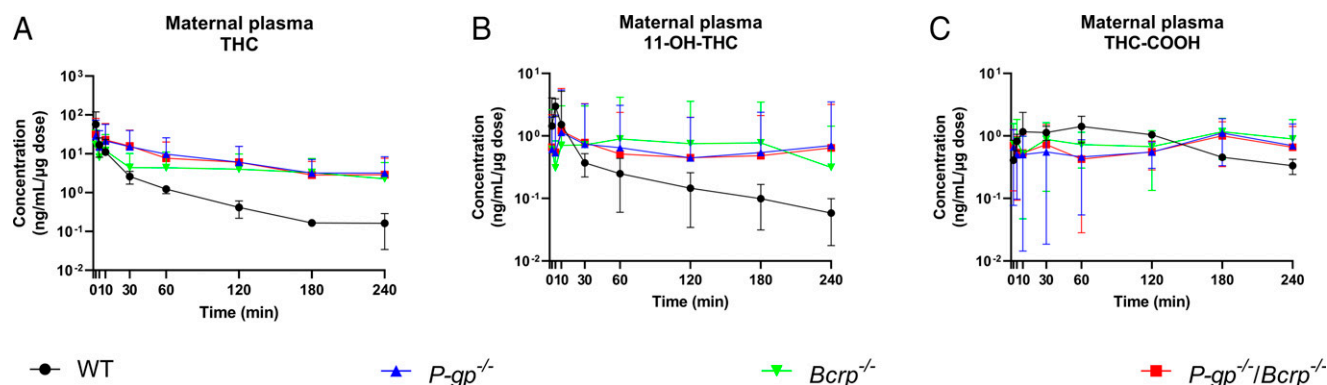 A
Maternal plasma
THC
Concentration
(ng/mL/µg dose)
10³
10²
10¹
10⁰
10⁻¹
10⁻²
0 10 30 60 120 180 240
Time (min)
B
Maternal plasma
11-OH-THC
Concentration
(ng/mL/µg dose)
10¹
10⁰
10⁻¹
10⁻²
0 10 30 60 120 180 240
Time (min)
C
Maternal plasma
THC-COOH
Concentration
(ng/mL/µg dose)
10¹
10⁰
10⁻¹
10⁻²
0 10 30 60 120 180 240
Time (min)
WT P-gp⁻/⁻ Bcrp⁻/⁻ P-gp⁻/⁻/Bcrp⁻/⁻